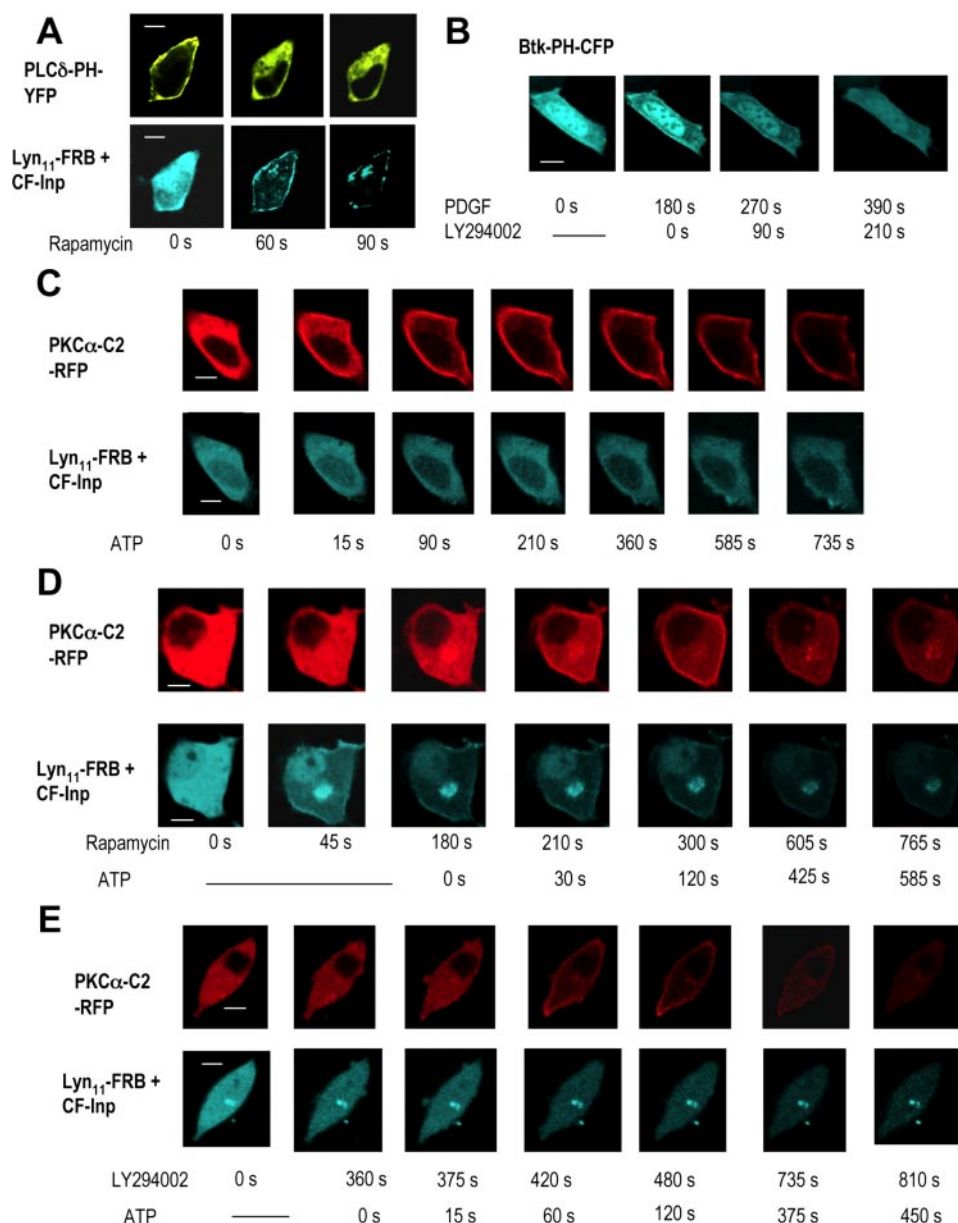 A
PLCδ-PH-
YFP
Lyn₁₁-FRB +
CF-Inp
Rapamycin 0 s 60 s 90 s
B
Btk-PH-CFP
PDGF 0 s 180 s 270 s 390 s
LY294002 0 s 90 s 210 s
C
PKCα-C2
-RFP
Lyn₁₁-FRB +
CF-Inp
ATP 0 s 15 s 90 s 210 s 360 s 585 s 735 s
D
PKCα-C2
-RFP
Lyn₁₁-FRB +
CF-Inp
Rapamycin 0 s 45 s 180 s 210 s 300 s 605 s 765 s
ATP 0 s 30 s 120 s 425 s 585 s
E
PKCα-C2
-RFP
Lyn₁₁-FRB +
CF-Inp
LY294002 0 s 360 s 375 s 420 s 480 s 735 s 810 s
ATP 0 s 15 s 60 s 120 s 375 s 450 s